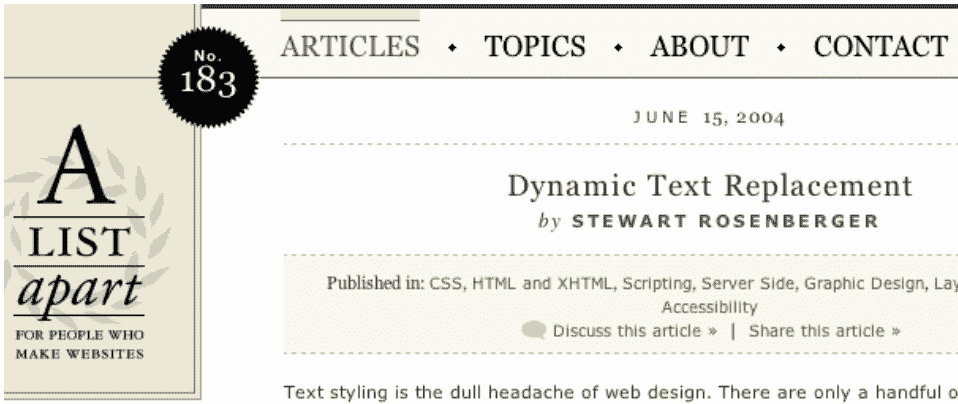 No.
183
ARTICLES ◆ TOPICS ◆ ABOUT ◆ CONTACT
A
LIST
apart
FOR PEOPLE WHO
MAKE WEBSITES
JUNE 15, 2004
Dynamic Text Replacement
by STEWART ROSENBERGER
Published in: CSS, HTML and XHTML, Scripting, Server Side, Graphic Design, Lay
Accessibility
Discuss this article » | Share this article »
Text styling is the dull headache of web design. There are only a handful o